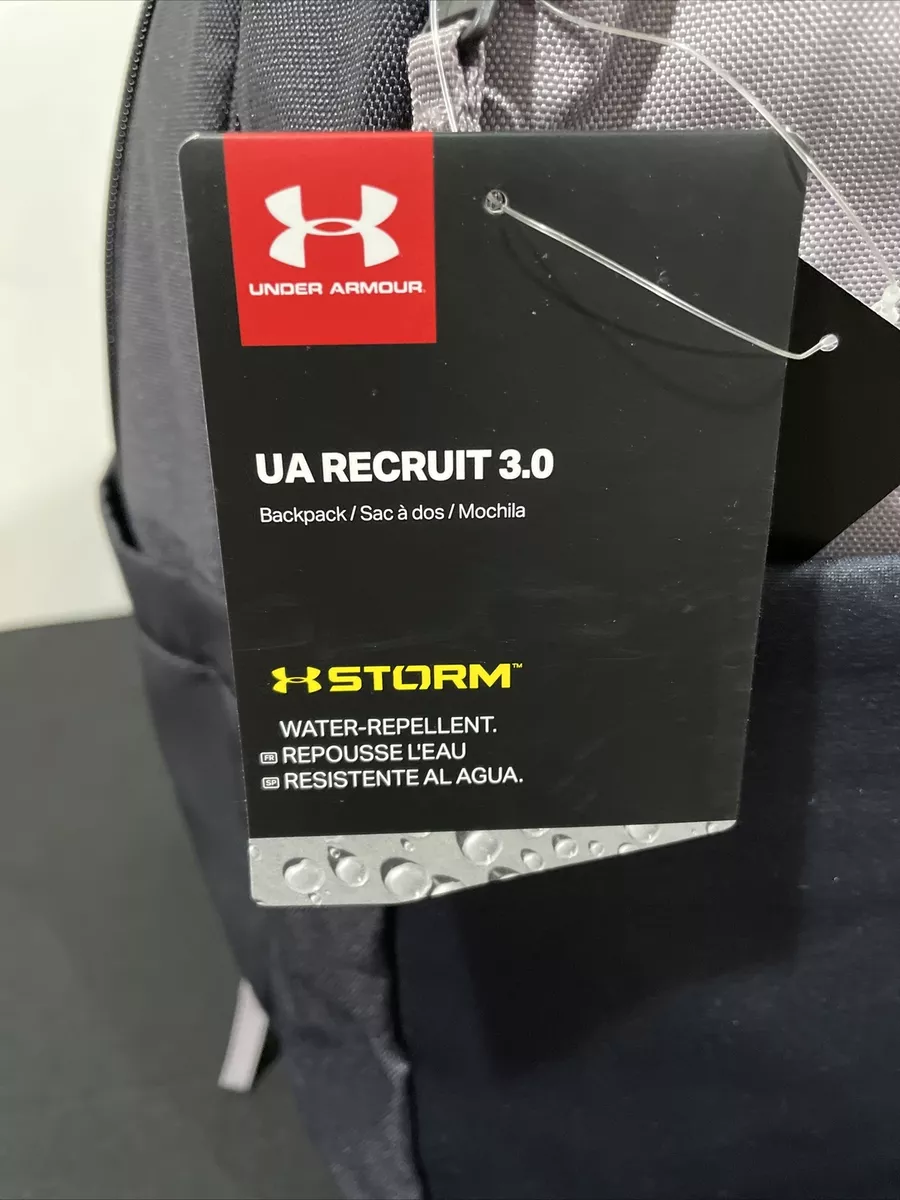 UNDER ARMOUR
UA RECRUIT 3.0
Backpack / Sac à dos / Mochila
STORM™
WATER-REPELLENT.
FR REPOUSSE L'EAU
SP RESISTENTE AL AGUA.